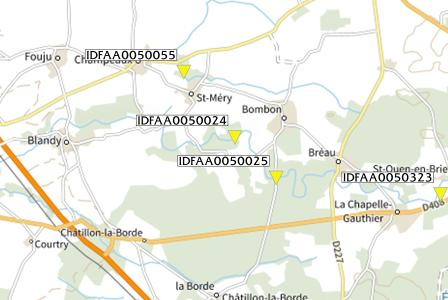 IDFAA0050055
Fouju
Champeaux
St-Méry
IDFAA0050024
Bombon
Blandy
IDFAA0050025
Bréau
St-Ouen-en-Brie
IDFAA0050323
La Chapelle-
Gauthier
D408
Châtillon-la-Borde
Courtry
D227
la Borde
Châtillon-la-Borde